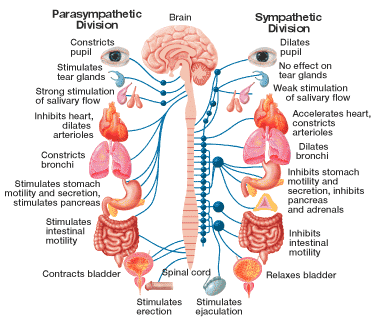 Parasympathetic
Division
Brain
Sympathetic
Division
Constricts
pupil
Stimulates
tear glands
Strong stimulation
of salivary flow
Inhibits heart,
dilates
arterioles
Constricts
bronchi
Stimulates stomach
motility and secretion,
stimulates pancreas
Stimulates
intestinal
motility
Contracts bladder
Spinal cord
Stimulates
erection
Stimulates
ejaculation
Dilates
pupil
No effect on
tear glands
Weak stimulation
of salivary flow
Accelerates heart,
constricts
arterioles
Dilates
bronchi
Inhibits stomach
motility and
secretion, inhibits
pancreas
and adrenals
Inhibits
intestinal
motility
Relaxes bladder